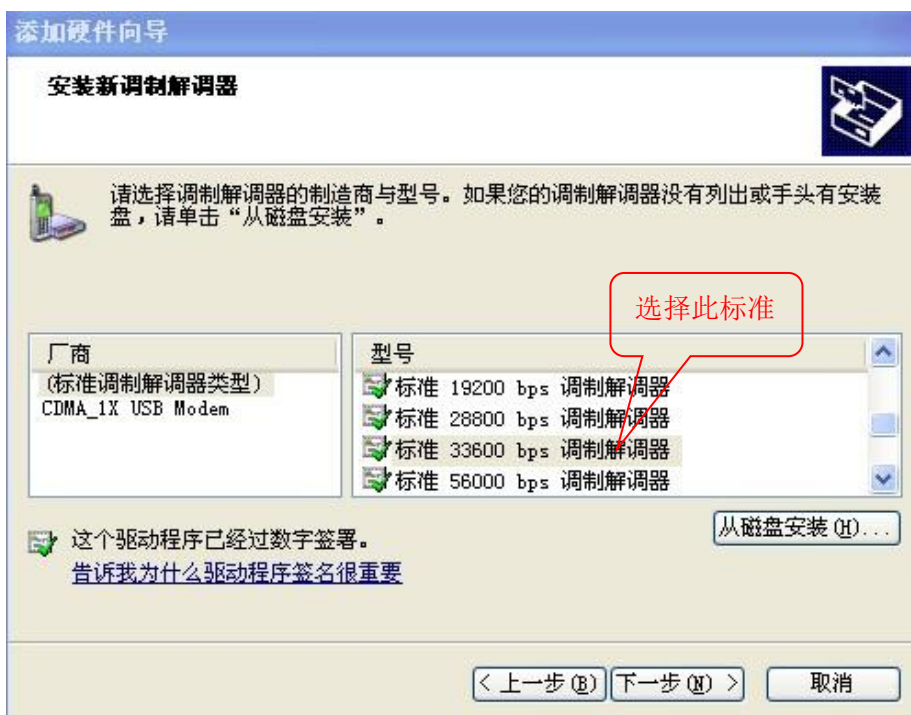 添加硬件向导
安装新调制解调器
请选择调制解调器的制造商与型号。如果您的调制解调器没有列出或手头有安装
盘，请单击“从磁盘安装”。
选择此标准
厂商
(标准调制解调器类型)
CDMA_1X USB Modem
型号
标准 19200 bps 调制解调器
标准 28800 bps 调制解调器
标准 33600 bps 调制解调器
标准 56000 bps 调制解调器
这个驱动程序已经过数字签署。
告诉我为什么驱动程序签名很重要
从磁盘安装(H)...
< 上一步(B)
下一步(N) >
取消